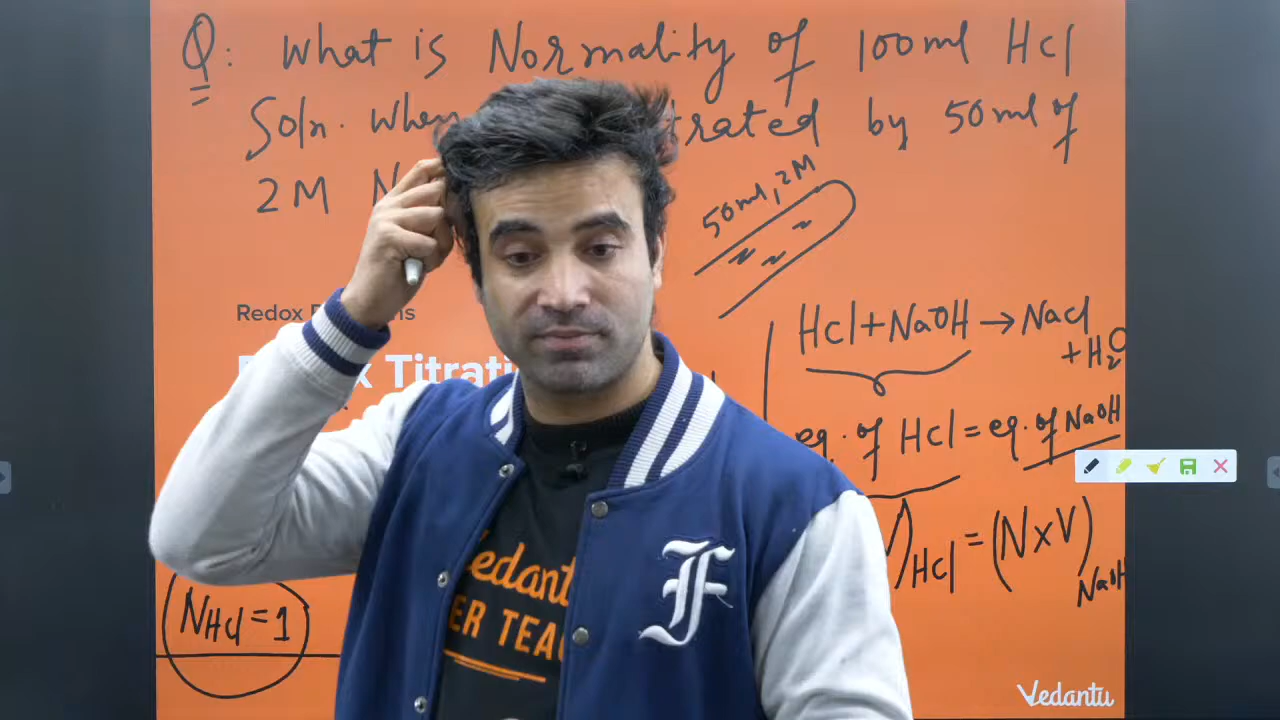 Q: What is Normality of 100ml HCl
Soln. when trated by 50ml of
2M
50ml, 2M
Redox
HCl + NaOH → NaCl
+ H2O
eq. of HCl = eq. of NaOH
)HCl = (N×V)NaOH
NHCl = 1
F
Vedantu